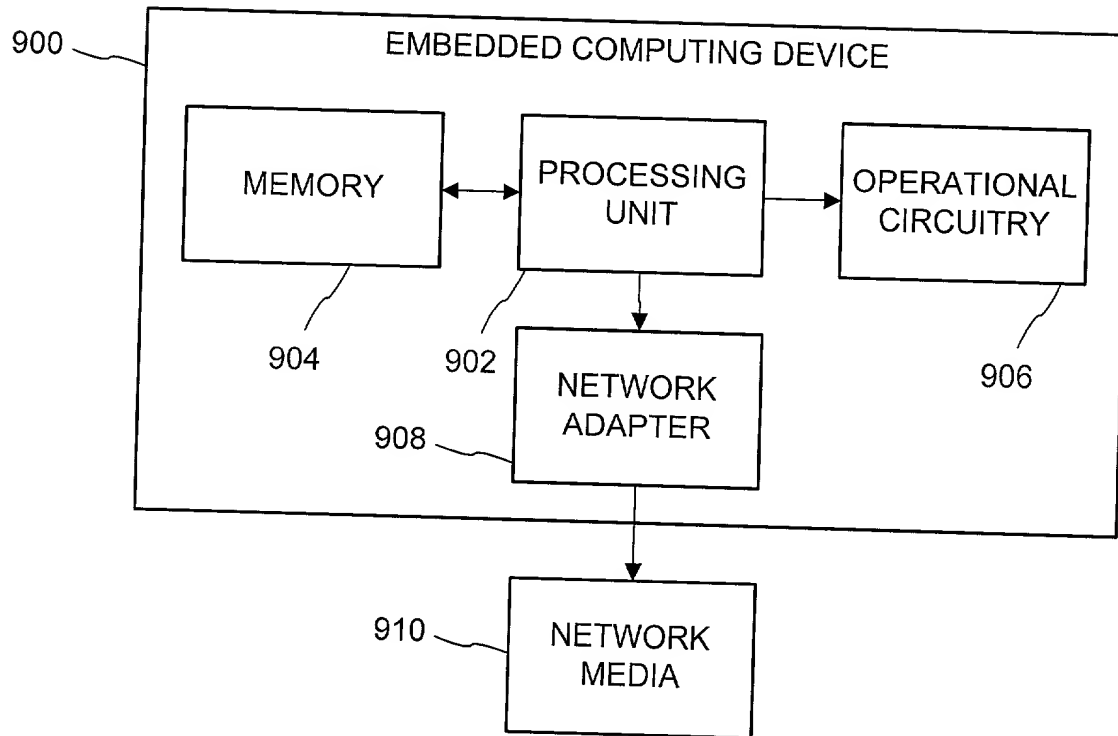 900
EMBEDDED COMPUTING DEVICE
MEMORY
PROCESSING
UNIT
OPERATIONAL
CIRCUITRY
904
902
906
NETWORK
ADAPTER
908
910
NETWORK
MEDIA